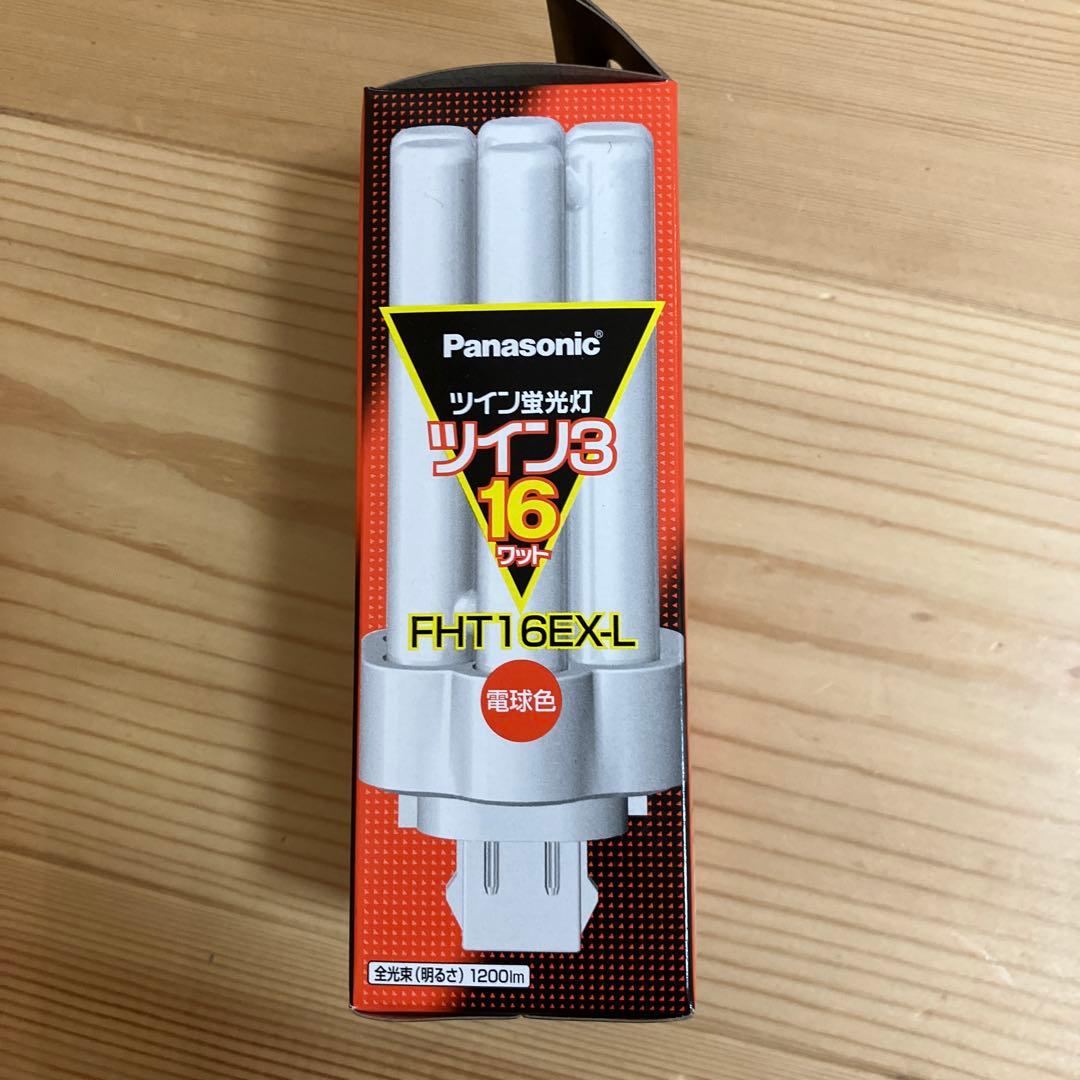 Panasonic®
ツイン蛍光灯
ツイン3
16
ワット
FHT16EX-L
電球色
全光束(明るさ) 1200lm